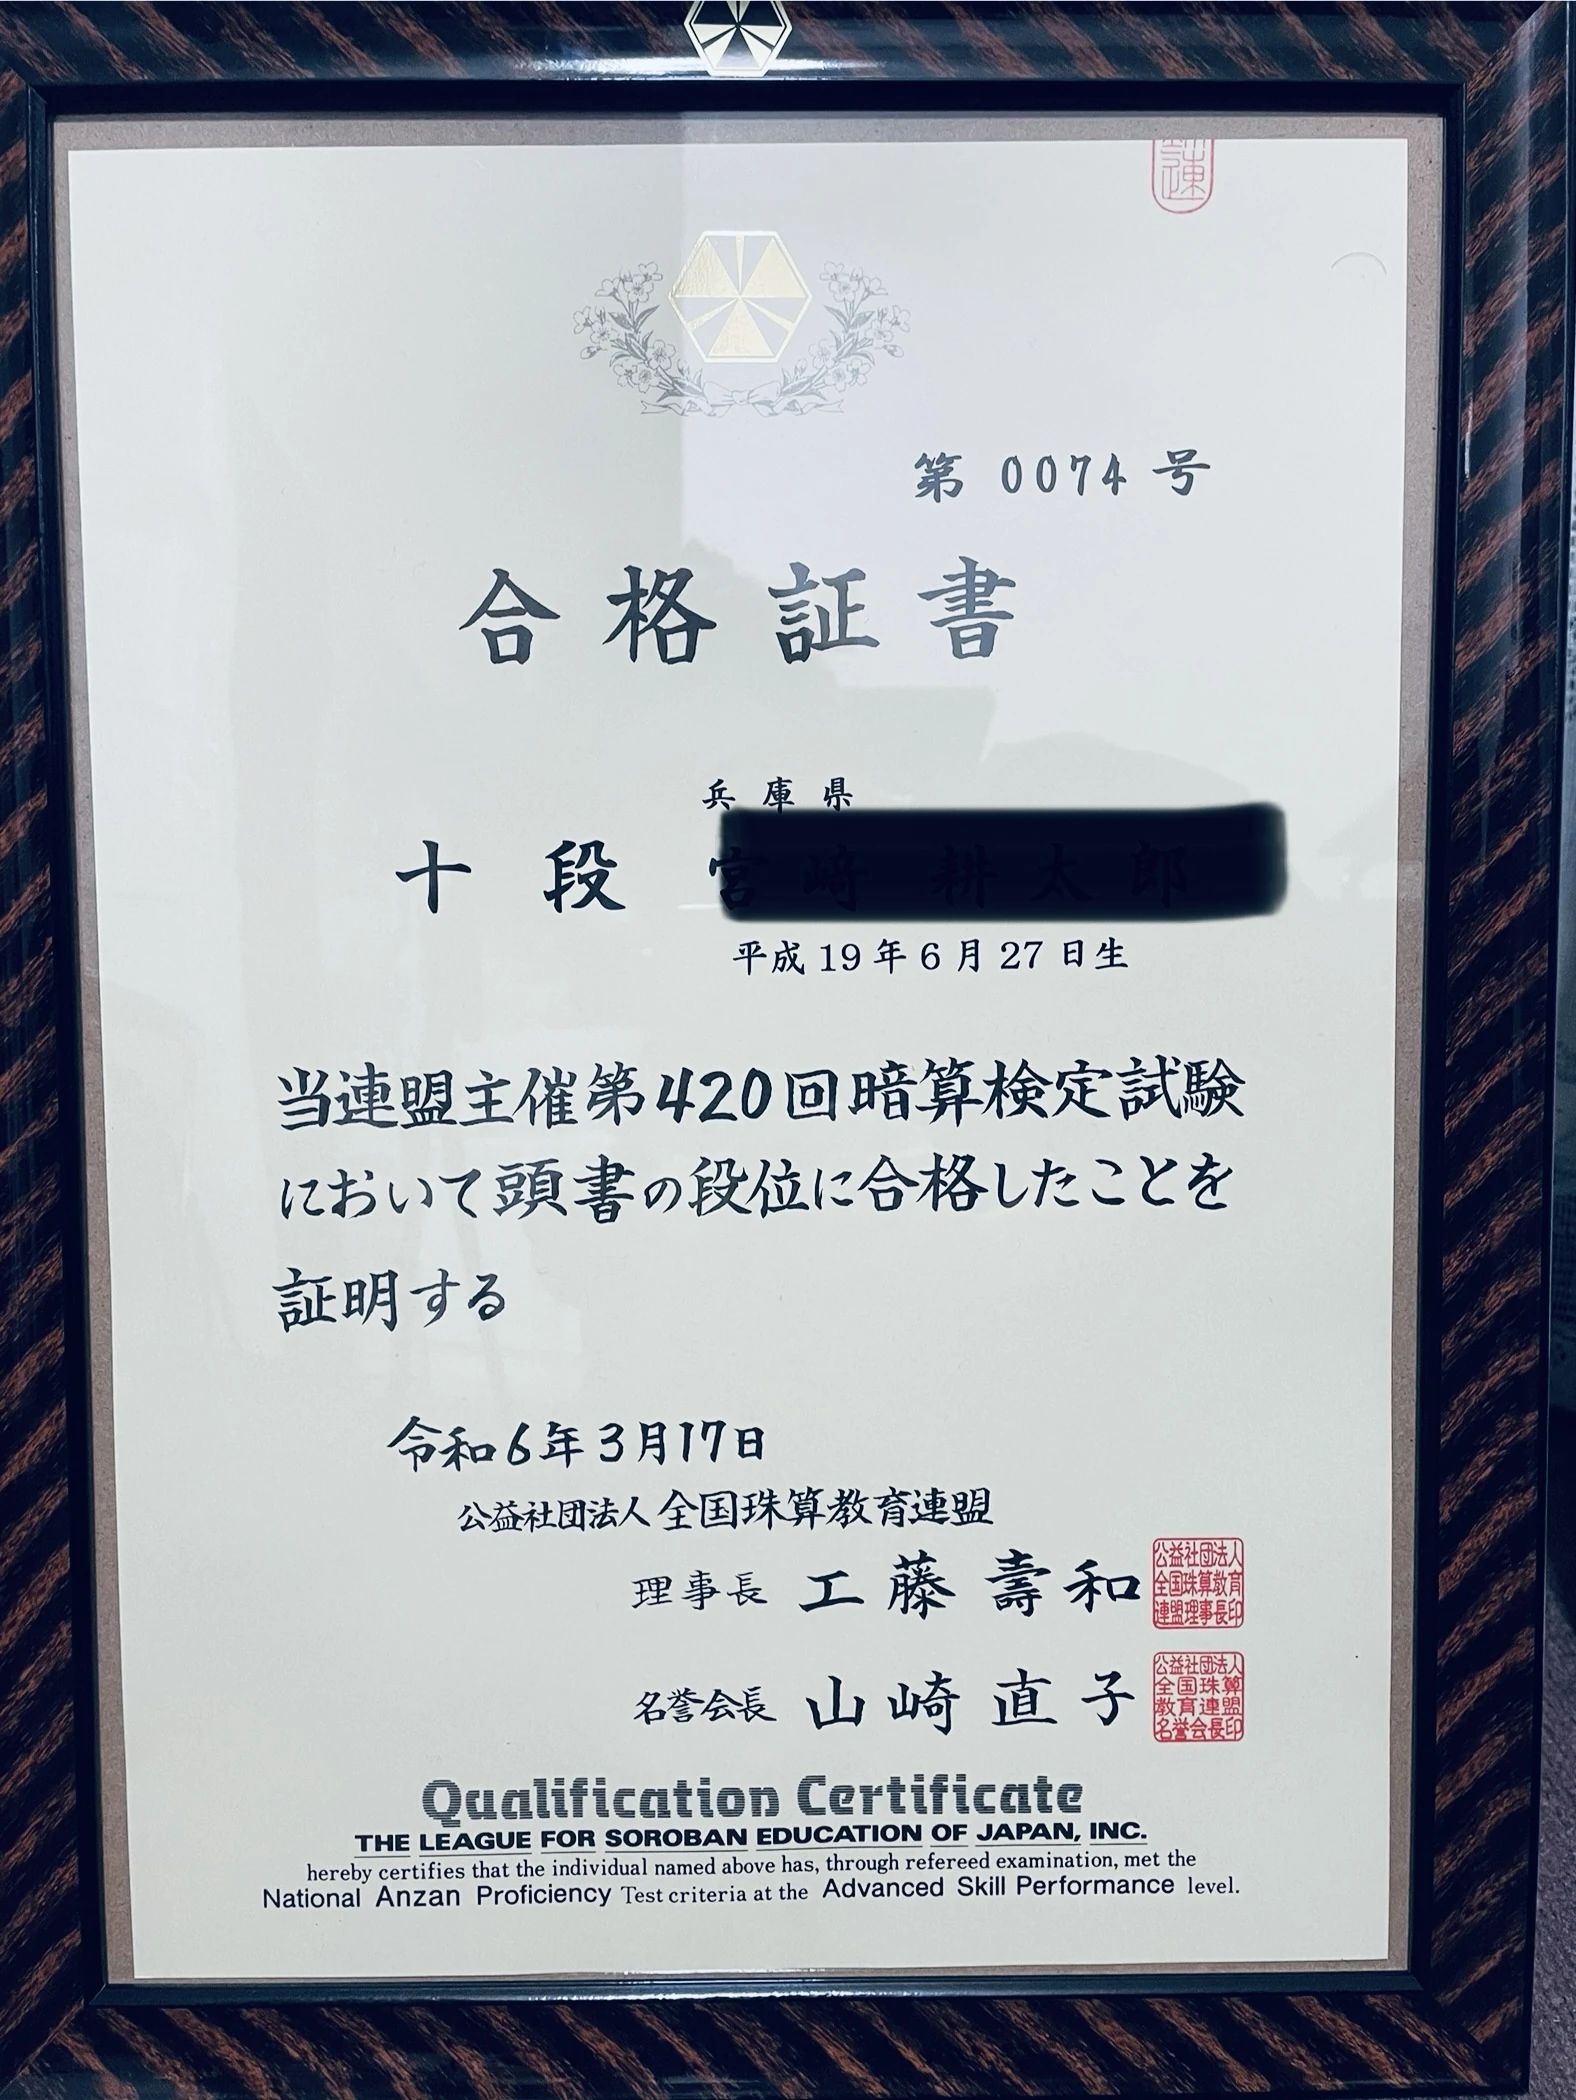 第 0074 号
合格証書
兵庫県
十段
平成19年6月27日生
当連盟主催第420回暗算検定試験
において頭書の段位に合格したことを
証明する
令和6年3月17日
公益社団法人 全国珠算教育連盟
理事長 工藤壽和
公益社団法人
全国珠算教育
連盟理事長印
名誉会長 山崎直子
公益社団法人
全国珠算
教育連盟
名誉会長印
Qualification Certificate
THE LEAGUE FOR SOROBAN EDUCATION OF JAPAN, INC.
hereby certifies that the individual named above has, through refereed examination, met the
National Anzan Proficiency Test criteria at the Advanced Skill Performance level.